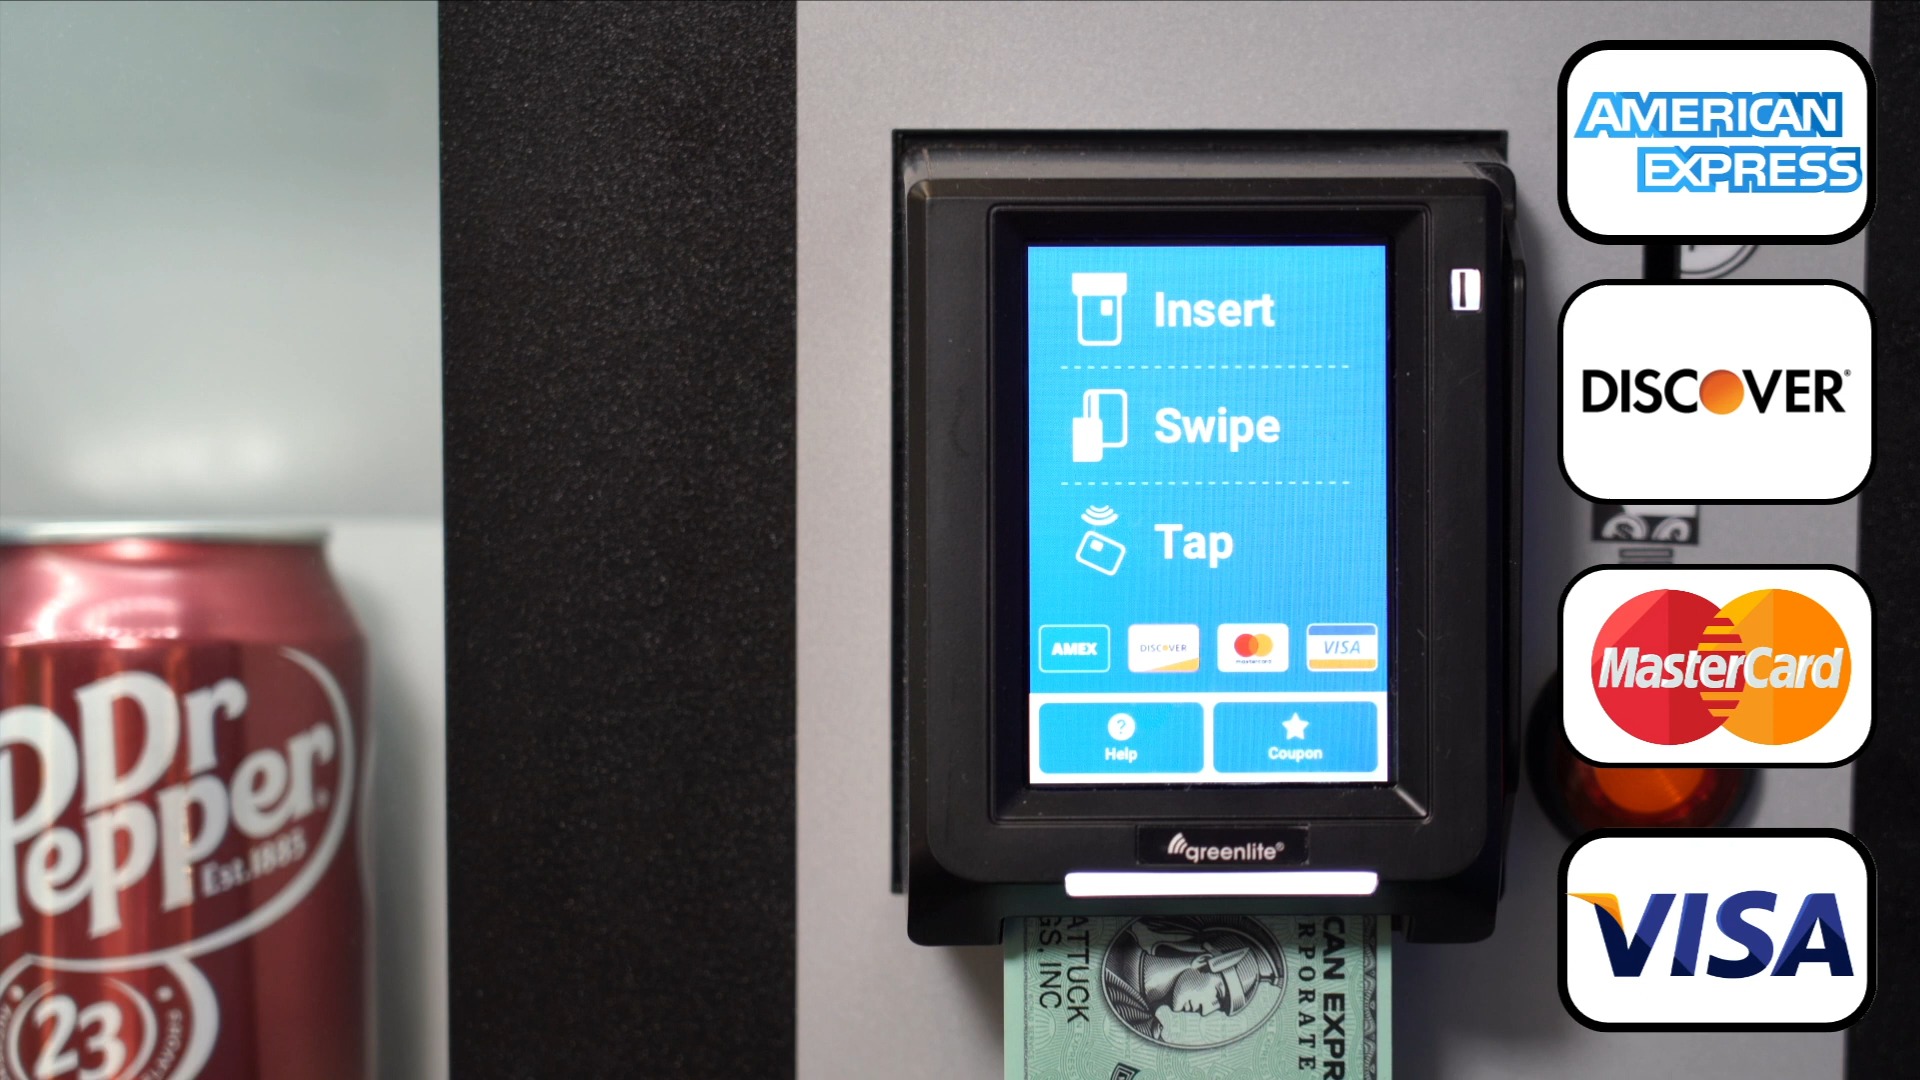 Dr
Pepper
Est. 1885
23
Insert
Swipe
Tap
AMEX
DISCOVER
mastercard
VISA
?
Help
Coupon
greenlite®
ATTUCK
GS, INC
CAN EXPR
RPORATE
AMERICAN
EXPRESS
DISCOVER®
MasterCard
VISA